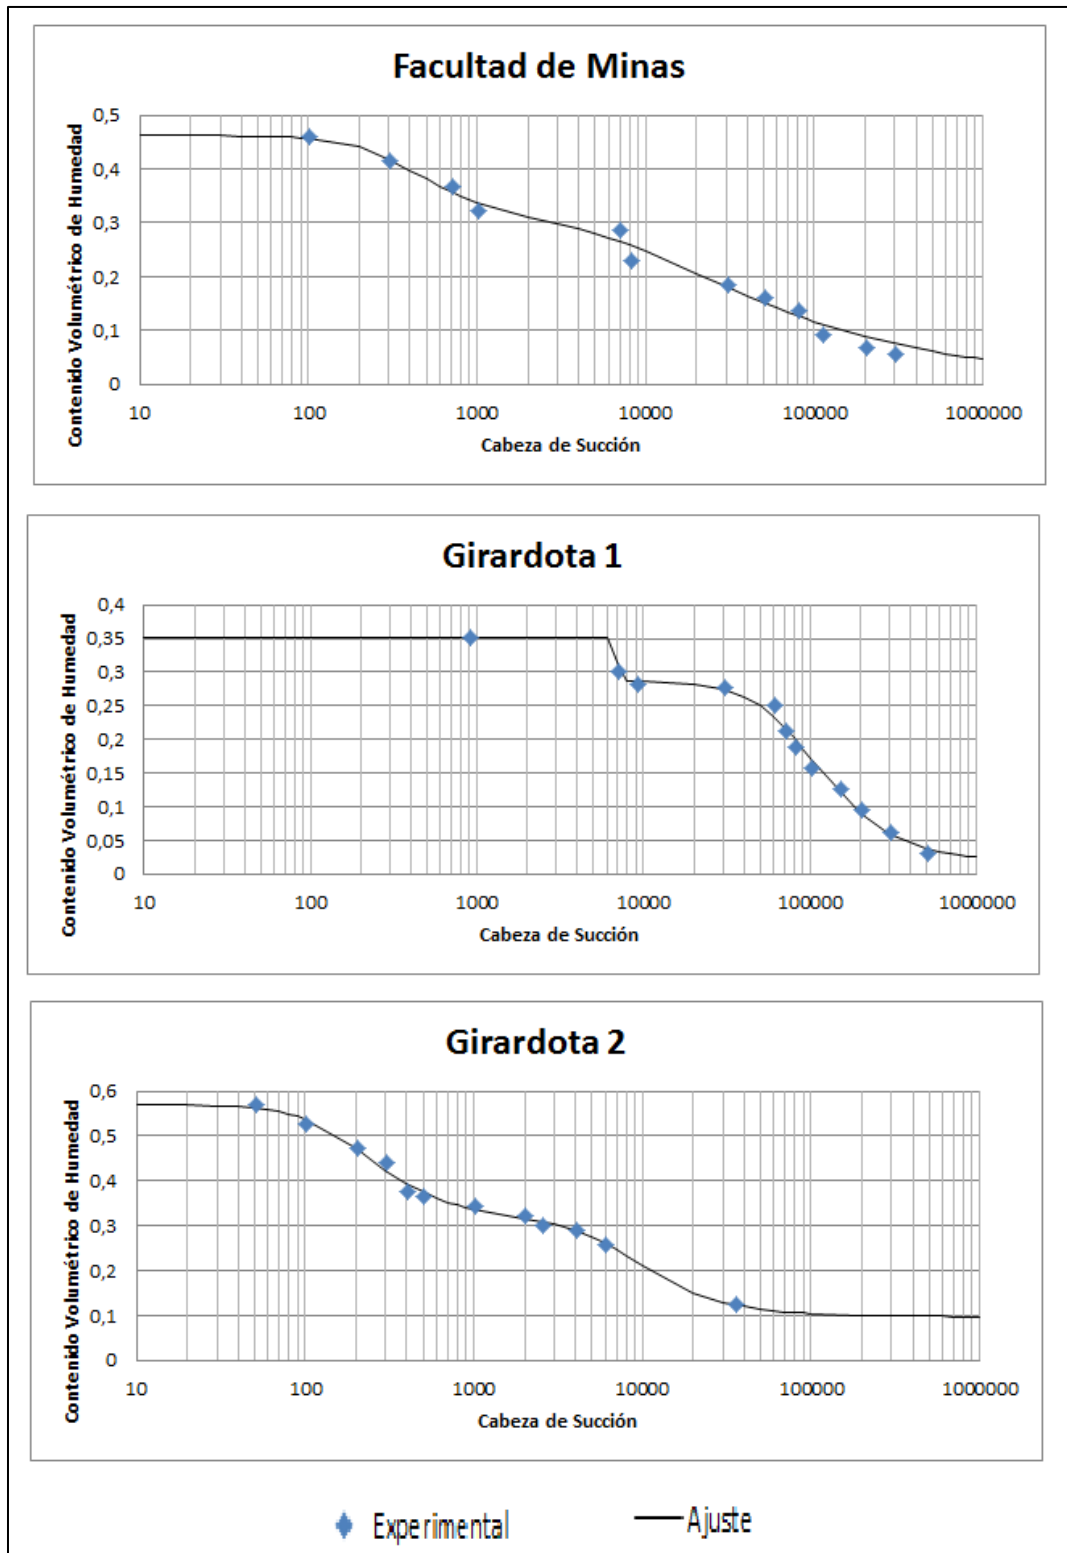 Facultad de Minas
Contenido Volumétrico de Humedad
0,5
0,4
0,3
0,2
0,1
0
10 100 1000 10000 100000 1000000
Cabeza de Succión
Girardota 1
Contenido Volumétrico de Humedad
0,4
0,35
0,3
0,25
0,2
0,15
0,1
0,05
0
10 100 1000 10000 100000 1000000
Cabeza de Succión
Girardota 2
Contenido Volumétrico de Humedad
0,6
0,5
0,4
0,3
0,2
0,1
0
10 100 1000 10000 100000 1000000
Cabeza de Succión
Experimental Ajuste